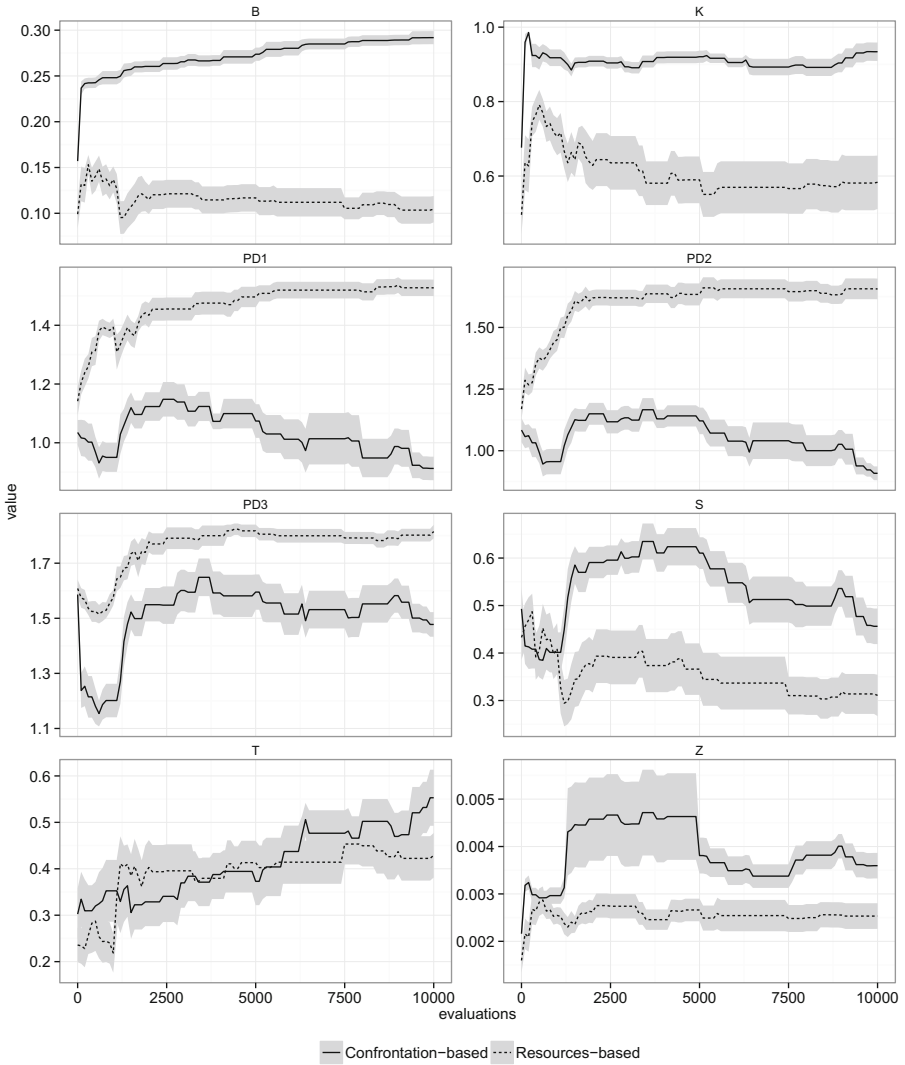 B
K
0.30
0.25
0.20
0.15
0.10
1.0
0.8
0.6
PD1
PD2
1.4
1.2
1.0
1.50
1.25
1.00
PD3
S
1.7
1.5
1.3
1.1
0.6
0.5
0.4
0.3
T
Z
0.6
0.5
0.4
0.3
0.2
0.005
0.004
0.003
0.002
0 2500 5000 7500 10000
0 2500 5000 7500 10000
value
evaluations
Confrontation−based Resources−based